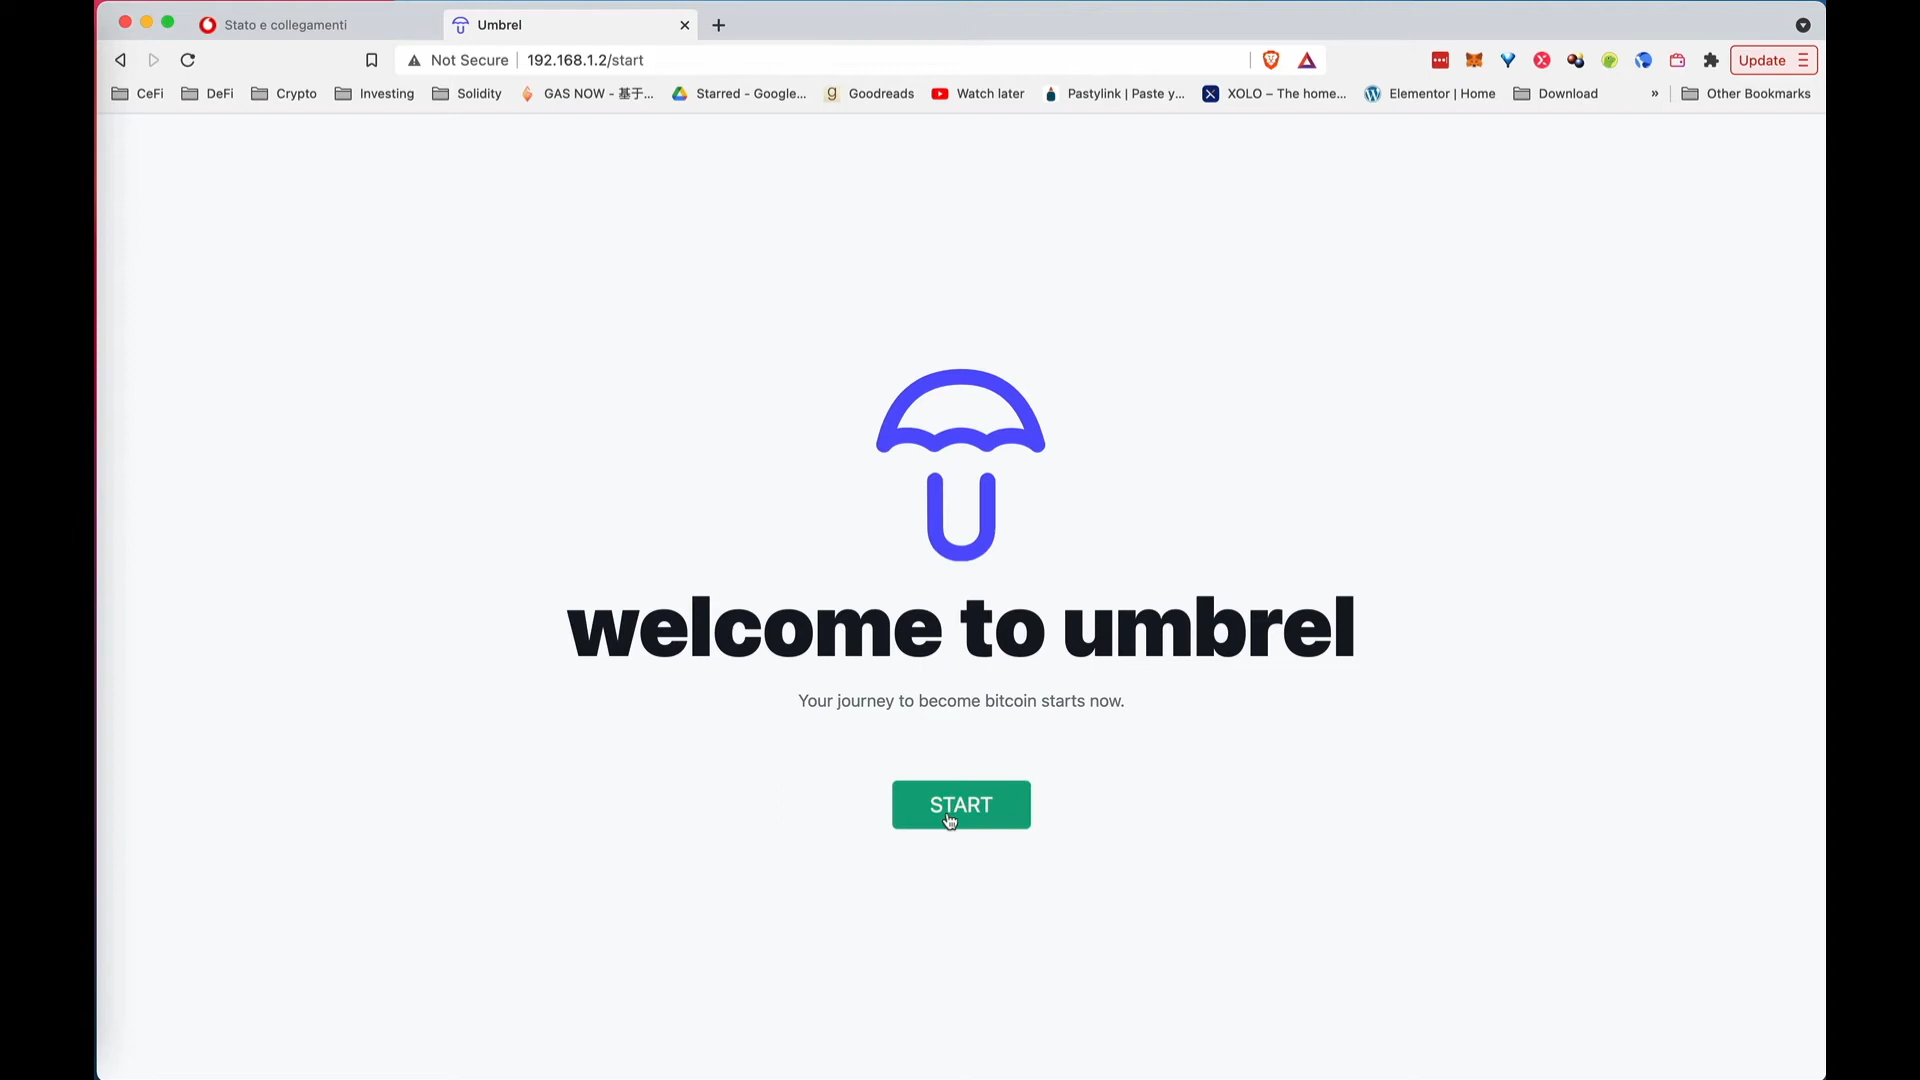 Stato e collegamenti
Umbrel
Not Secure
192.168.1.2/start
Update
CeFi
DeFi
Crypto
Investing
Solidity
GAS NOW - 基于...
Starred - Google...
Goodreads
Watch later
Pastylink | Paste y...
XOLO – The home...
Elementor | Home
Download
»
Other Bookmarks
welcome to umbrel
Your journey to become bitcoin starts now.
START